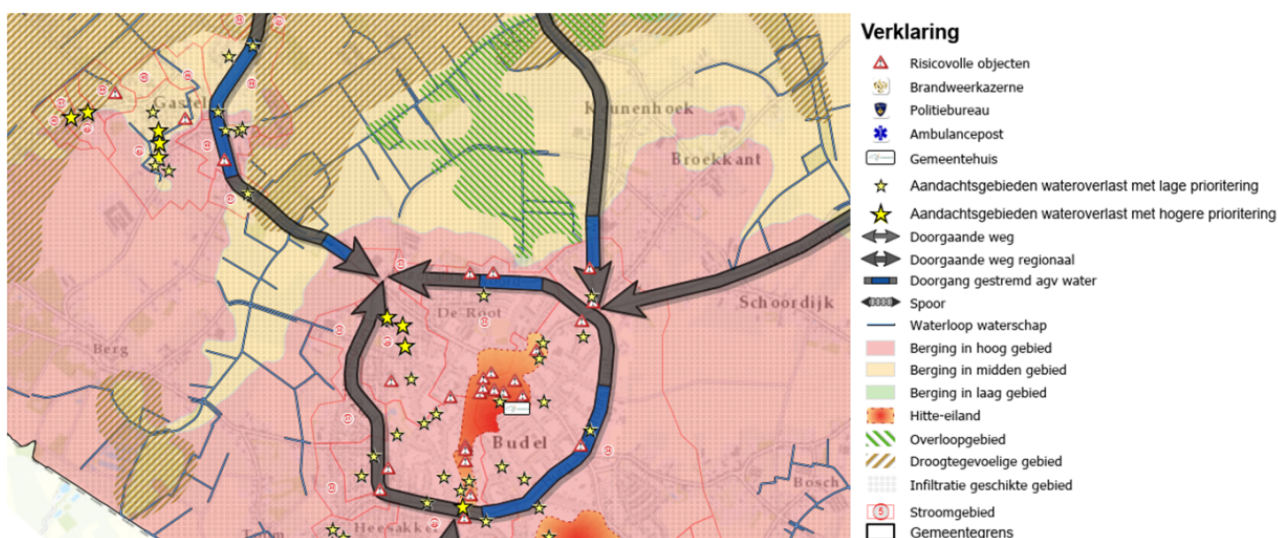 Verklaring
Risicovolle objecten
Brandweerkazerne
Politiebureau
Ambulancepost
Gemeentehuis
Aandachtsgebieden wateroverlast met lage prioritering
Aandachtsgebieden wateroverlast met hogere prioritering
Doorgaande weg
Doorgaande weg regionaal
Doorgang gestremd agv water
Spoor
Waterloop waterschap
Berging in hoog gebied
Berging in midden gebied
Berging in laag gebied
Hitte-eiland
Overloopgebied
Droogtegevoelige gebied
Infiltratie geschikte gebied
Stroomgebied
Gemeentegrens
Gastel
Keunenhoek
Broekkant
Schoordijk
De Root
Berg
Budel
Bosch